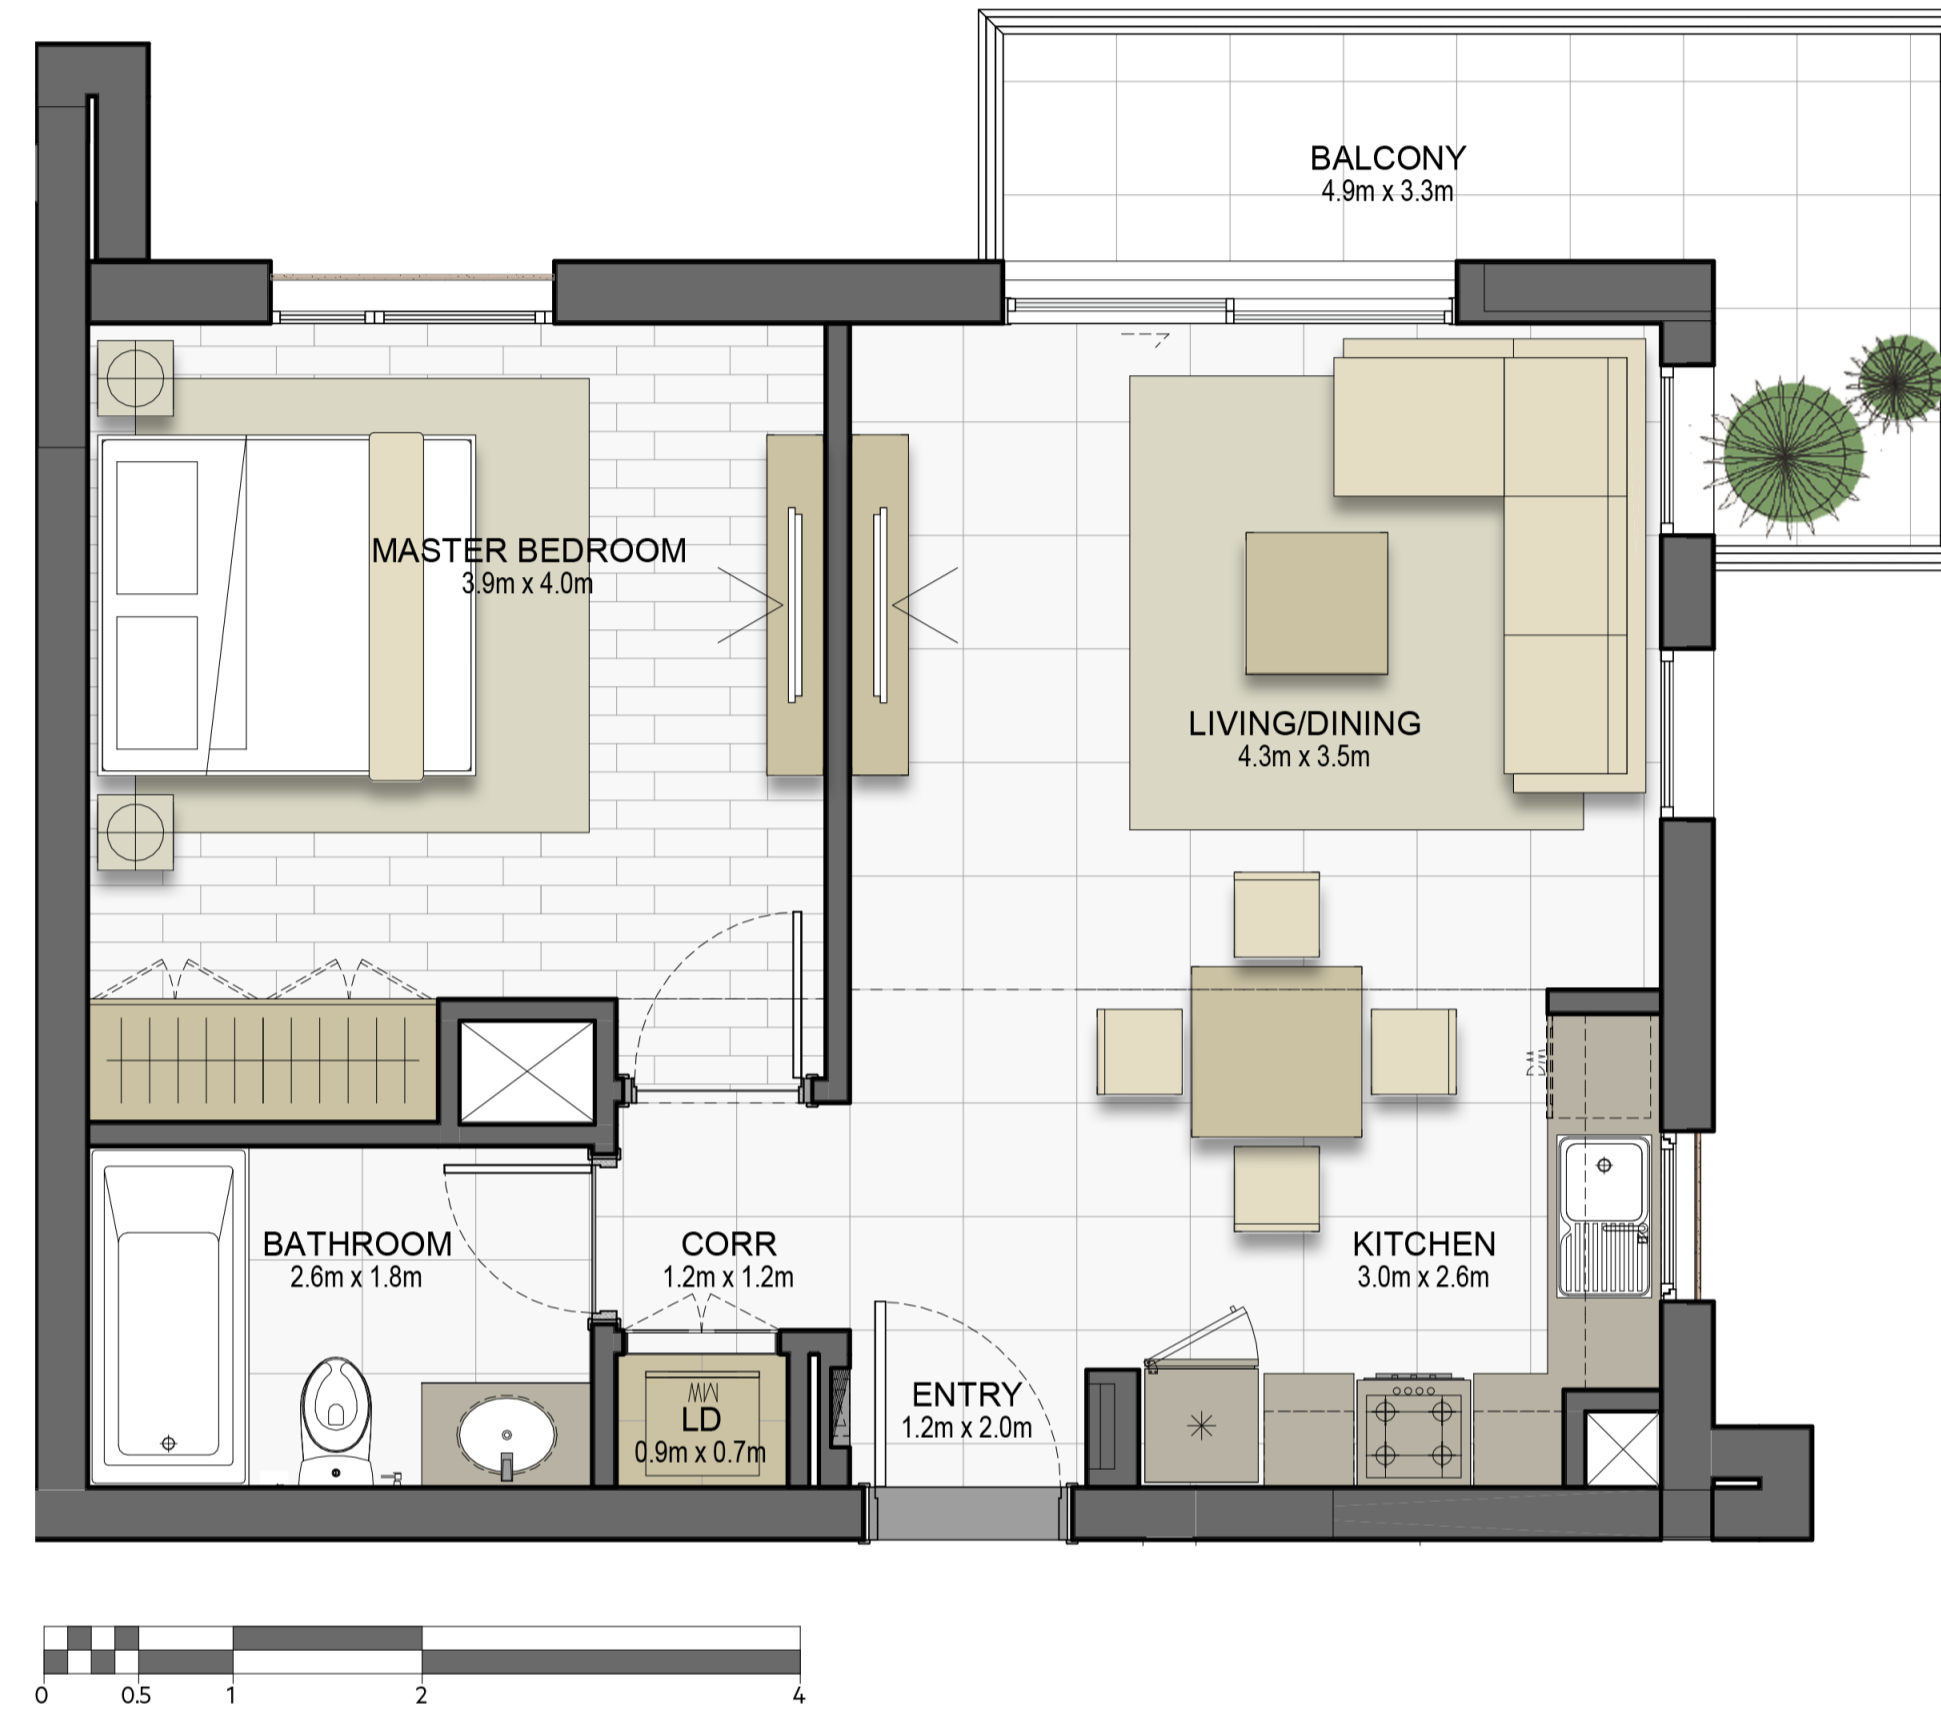 BALCONY
4.9m x 3.3m
MASTER BEDROOM
3.9m x 4.0m
LIVING/DINING
4.3m x 3.5m
DW
BATHROOM
2.6m x 1.8m
CORR
1.2m x 1.2m
KITCHEN
3.0m x 2.6m
WM
LD
0.9m x 0.7m
ENTRY
1.2m x 2.0m
0 0.5 1 2 4